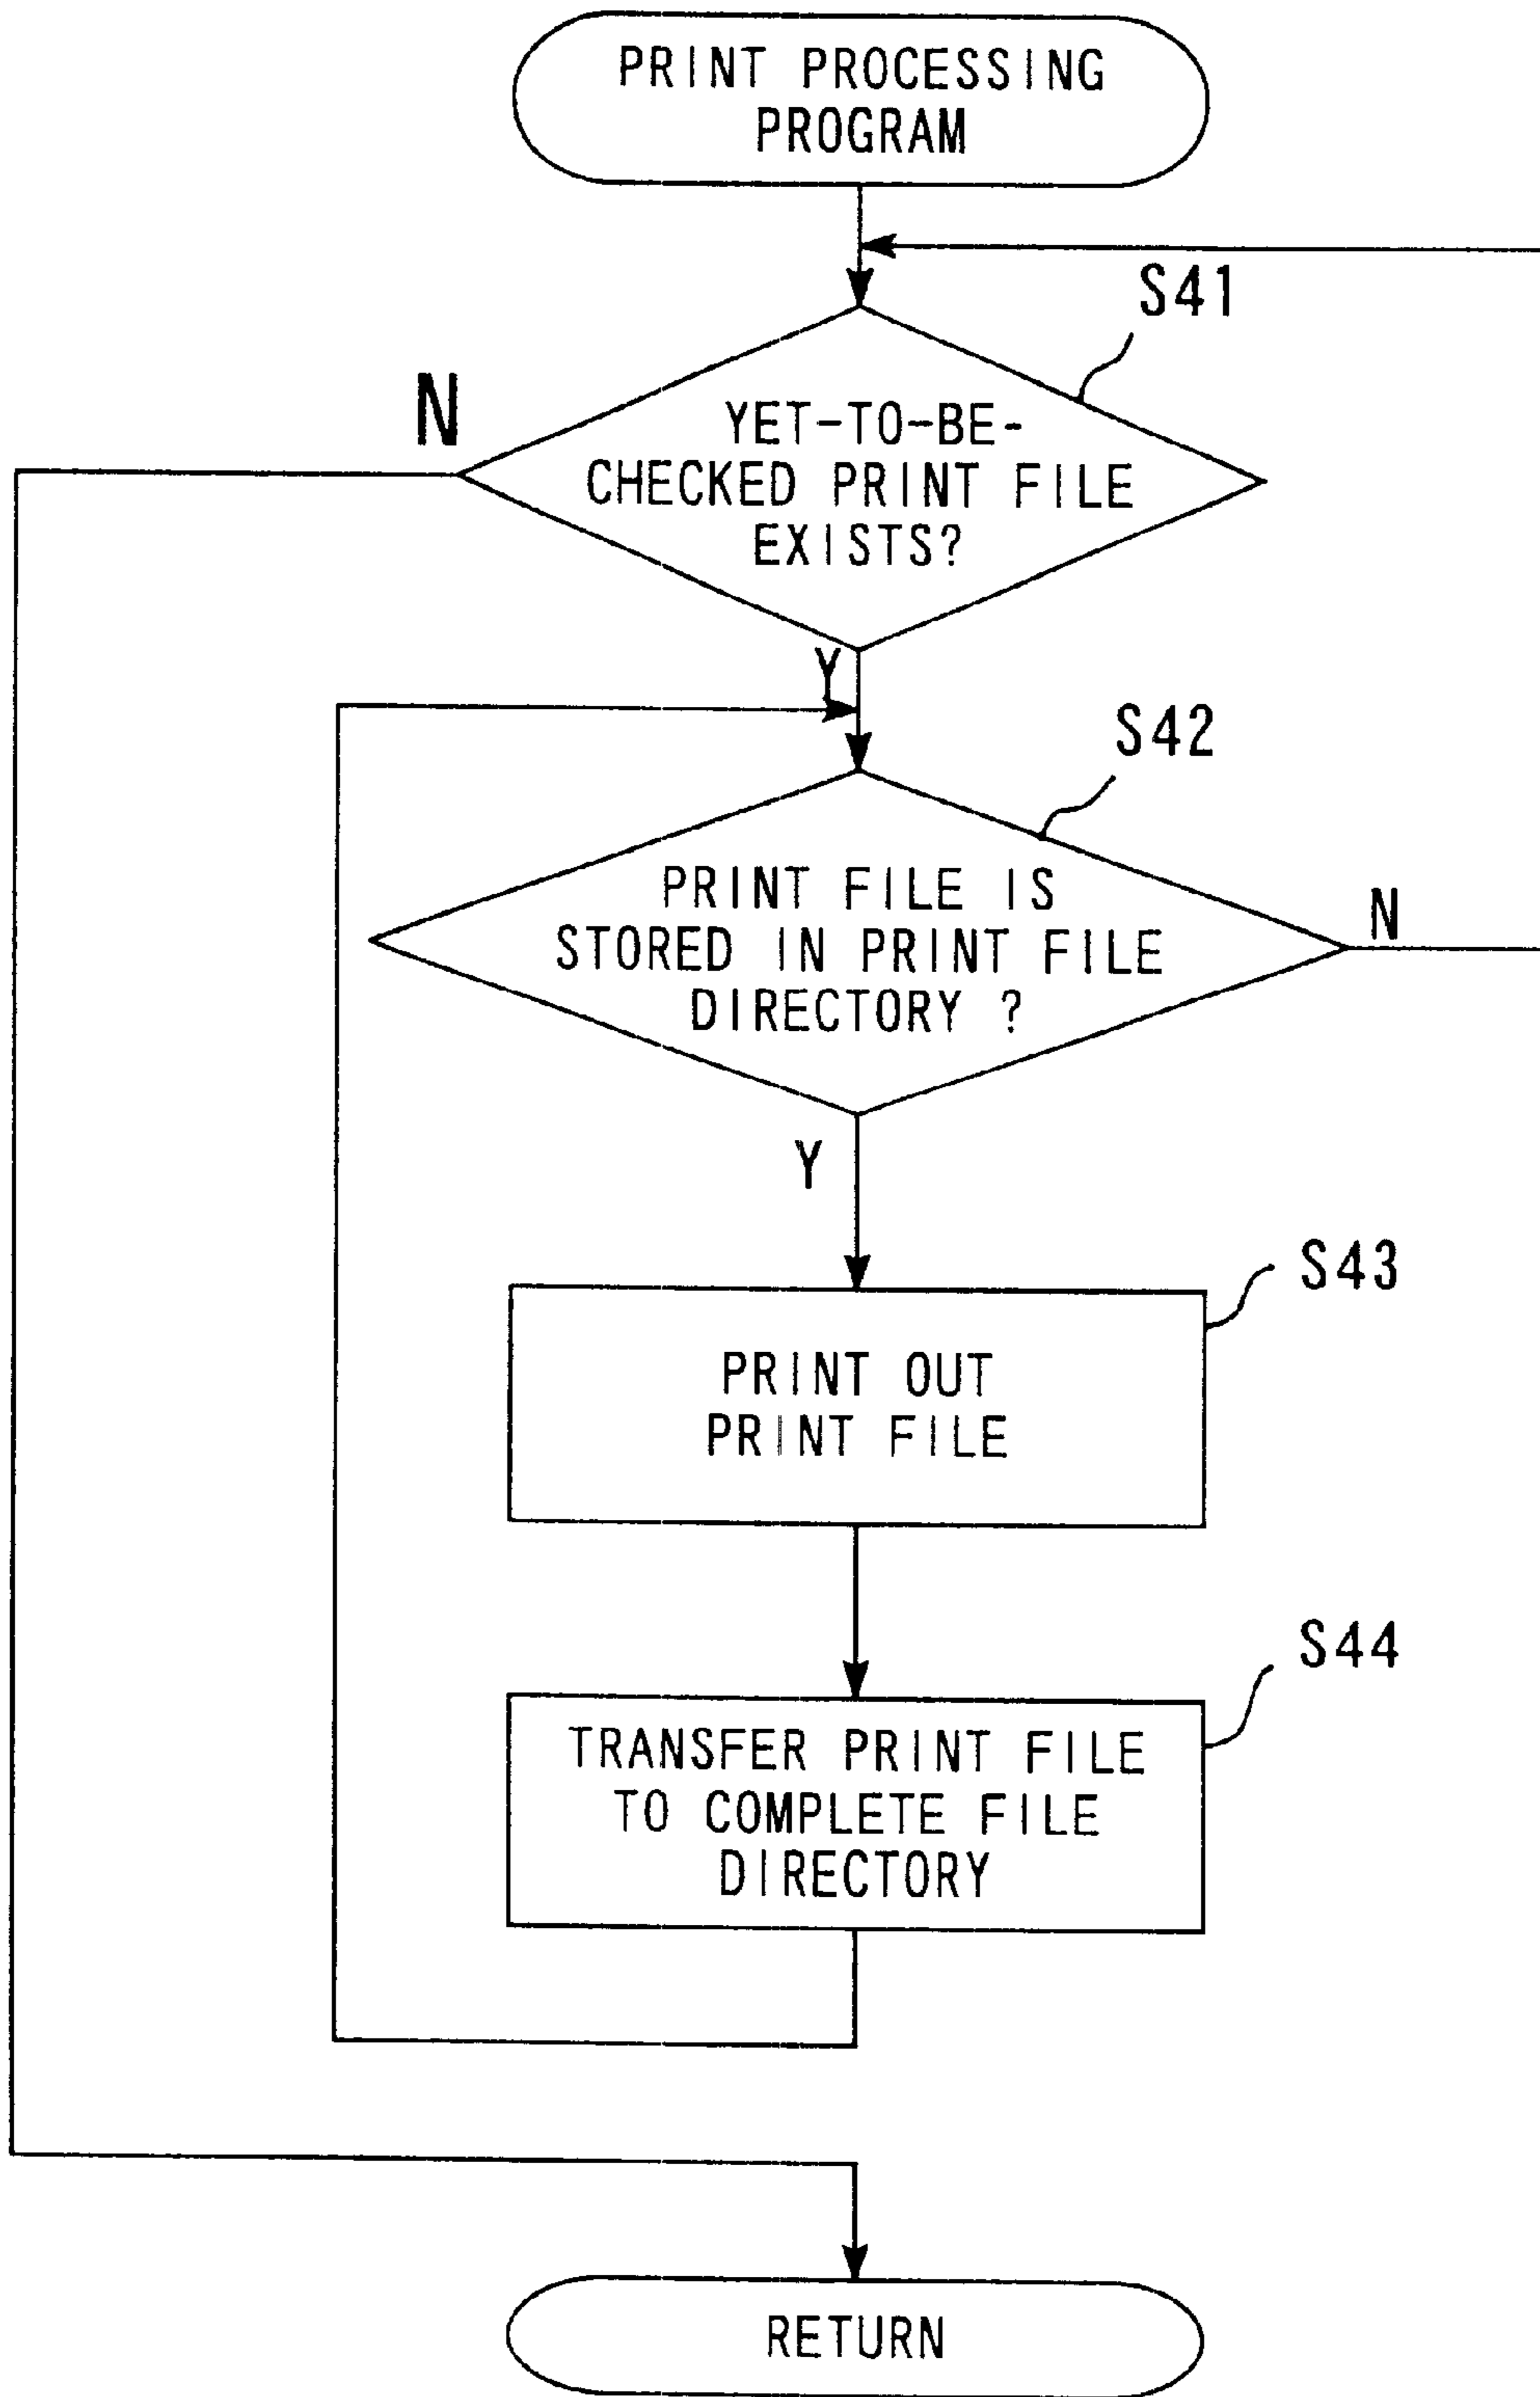 PRINT PROCESSING
PROGRAM
S41
N
YET-TO-BE-
CHECKED PRINT FILE
EXISTS?
Y
S42
PRINT FILE IS
STORED IN PRINT FILE
DIRECTORY ?
N
Y
S43
PRINT OUT
PRINT FILE
S44
TRANSFER PRINT FILE
TO COMPLETE FILE
DIRECTORY
RETURN